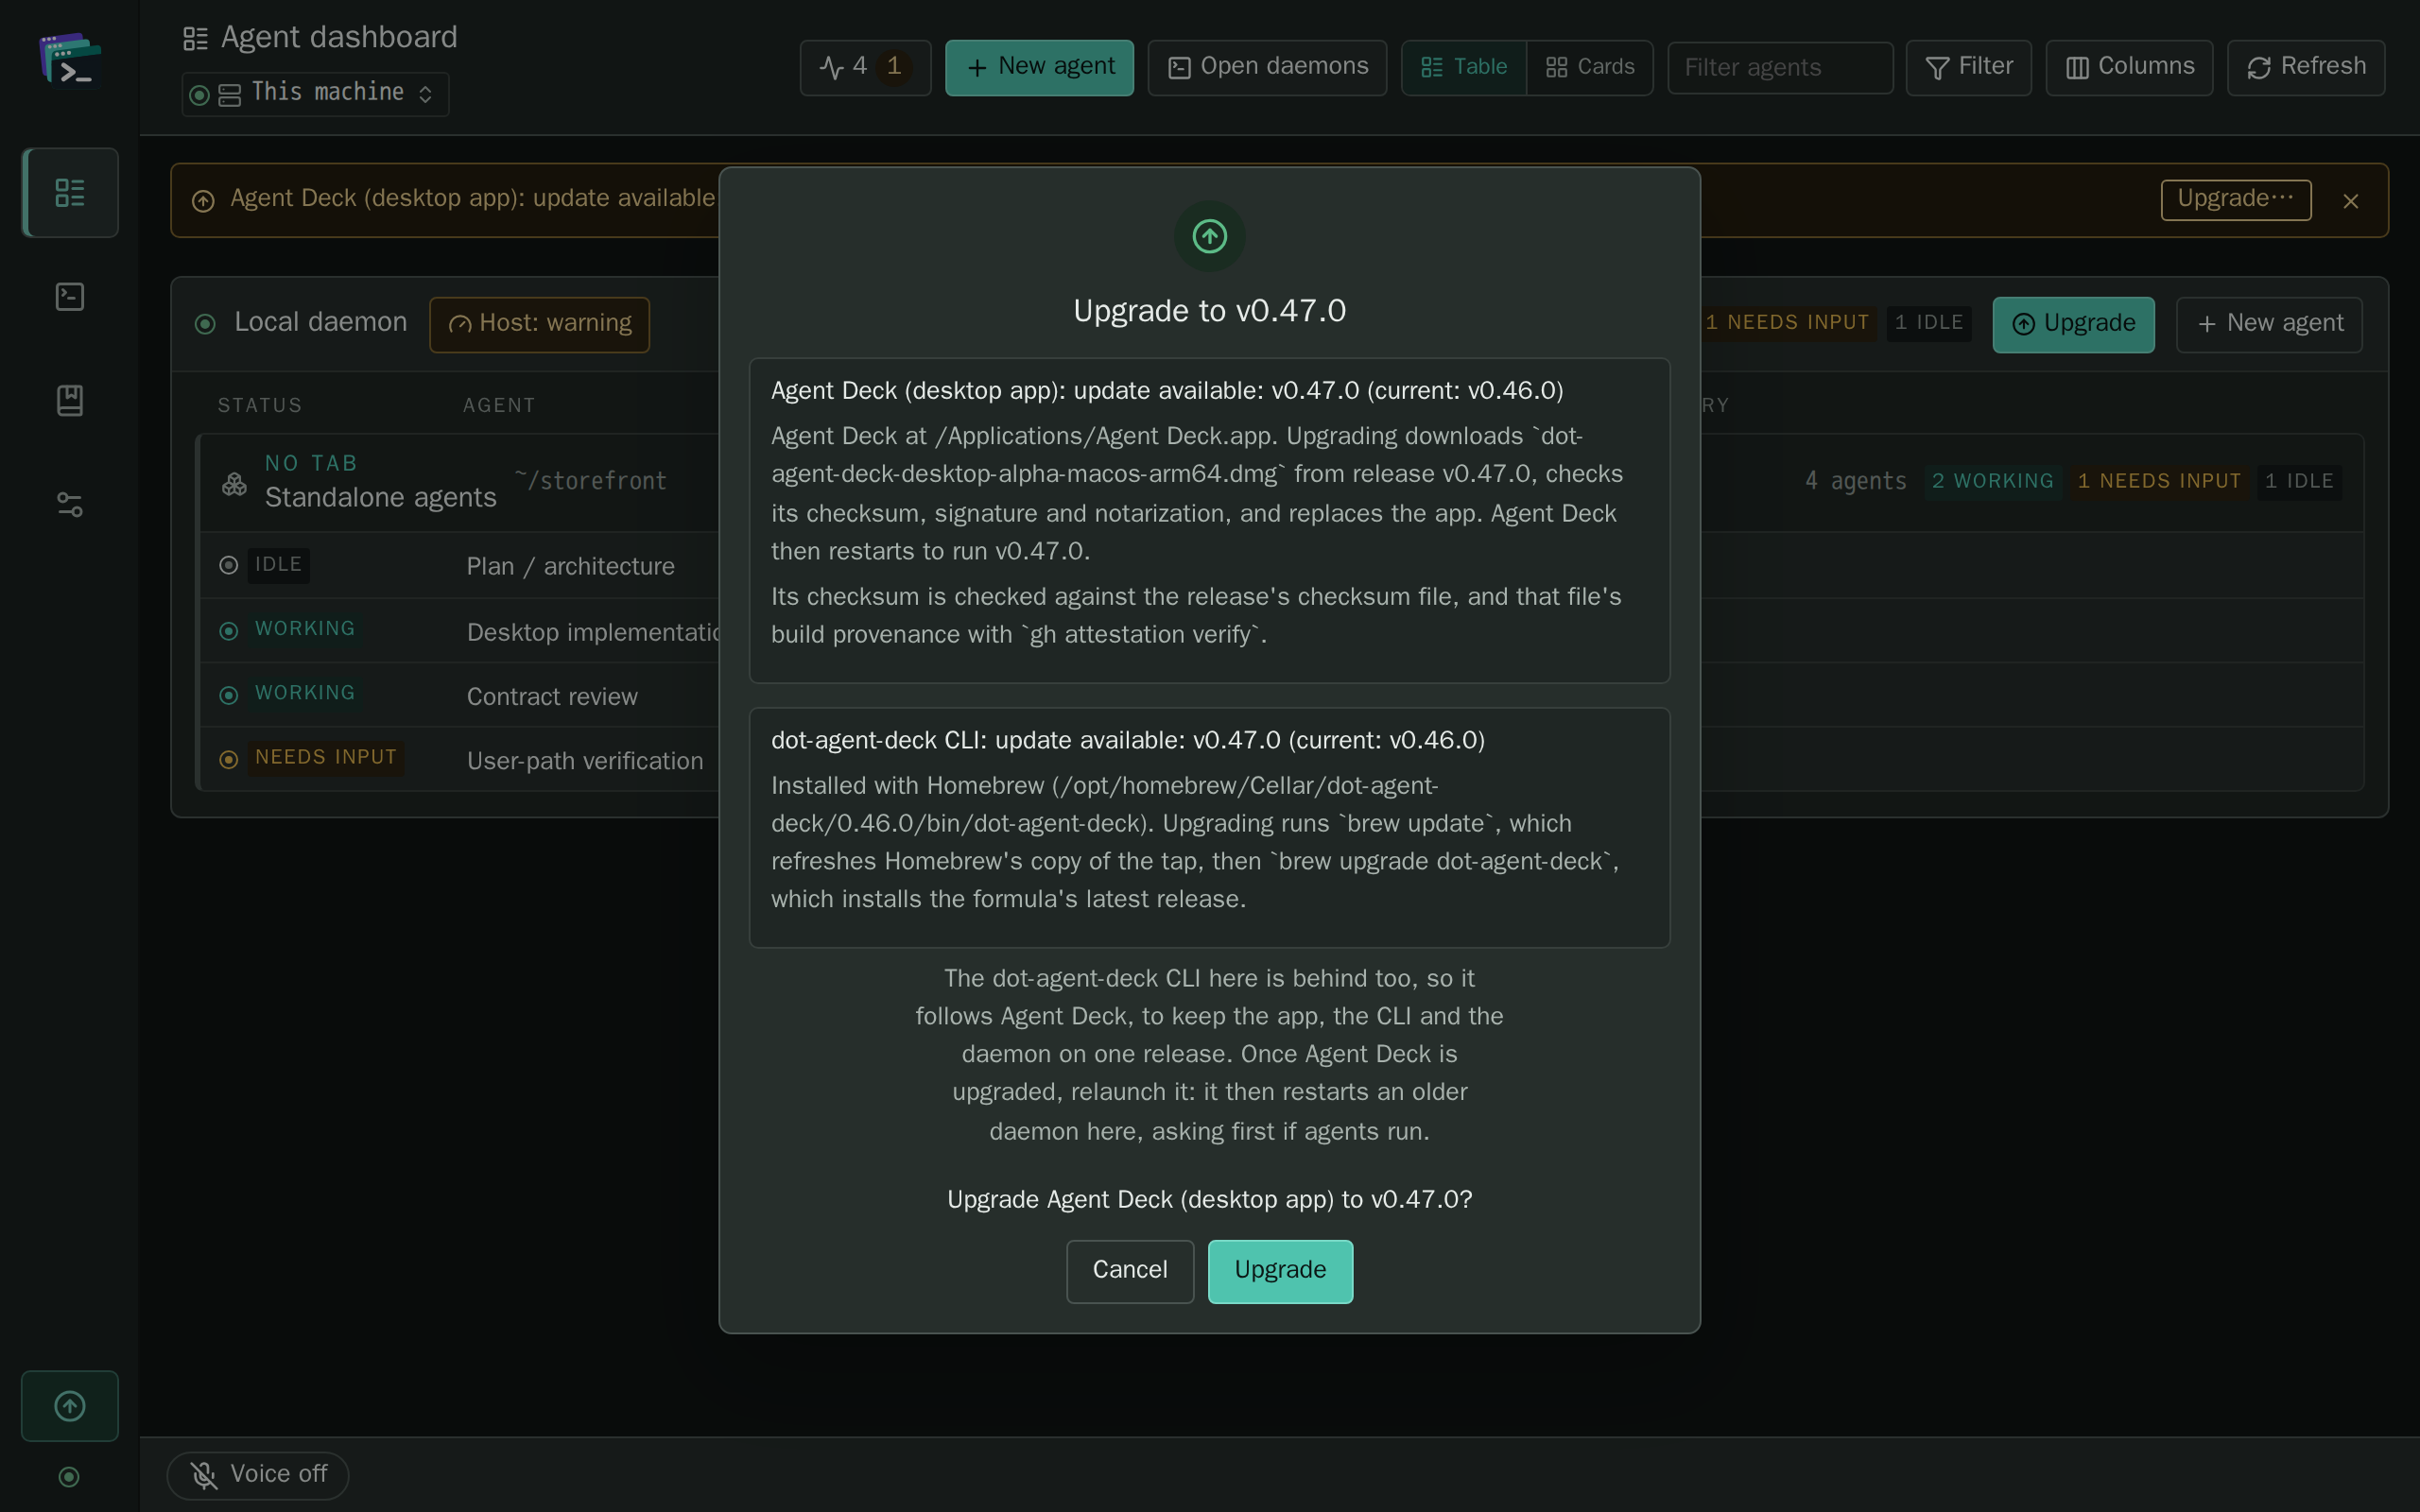 Agent dashboard
This machine
4 1
New agent
Open daemons
Table
Cards
Filter agents
Filter
Columns
Refresh
Agent Deck (desktop app): update available
Upgrade...
Local daemon
Host: warning
1 NEEDS INPUT
1 IDLE
Upgrade
New agent
STATUS
AGENT
RY
NO TAB
Standalone agents
~/storefront
4 agents
2 WORKING
1 NEEDS INPUT
1 IDLE
IDLE
Plan / architecture
WORKING
Desktop implementatio
WORKING
Contract review
NEEDS INPUT
User-path verification
Upgrade to v0.47.0
Agent Deck (desktop app): update available: v0.47.0 (current: v0.46.0)
Agent Deck at /Applications/Agent Deck.app. Upgrading downloads `dot-
agent-deck-desktop-alpha-macos-arm64.dmg` from release v0.47.0, checks
its checksum, signature and notarization, and replaces the app. Agent Deck
then restarts to run v0.47.0.
Its checksum is checked against the release's checksum file, and that file's
build provenance with `gh attestation verify`.
dot-agent-deck CLI: update available: v0.47.0 (current: v0.46.0)
Installed with Homebrew (/opt/homebrew/Cellar/dot-agent-
deck/0.46.0/bin/dot-agent-deck). Upgrading runs `brew update`, which
refreshes Homebrew's copy of the tap, then `brew upgrade dot-agent-deck`,
which installs the formula's latest release.
The dot-agent-deck CLI here is behind too, so it
follows Agent Deck, to keep the app, the CLI and the
daemon on one release. Once Agent Deck is
upgraded, relaunch it: it then restarts an older
daemon here, asking first if agents run.
Upgrade Agent Deck (desktop app) to v0.47.0?
Cancel
Upgrade
Voice off